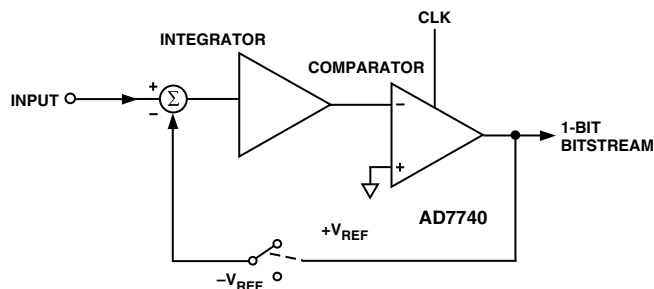 CLK
INTEGRATOR
COMPARATOR
INPUT
+
−
Σ
−
+
1-BIT
BITSTREAM
AD7740
+VREF
−VREF